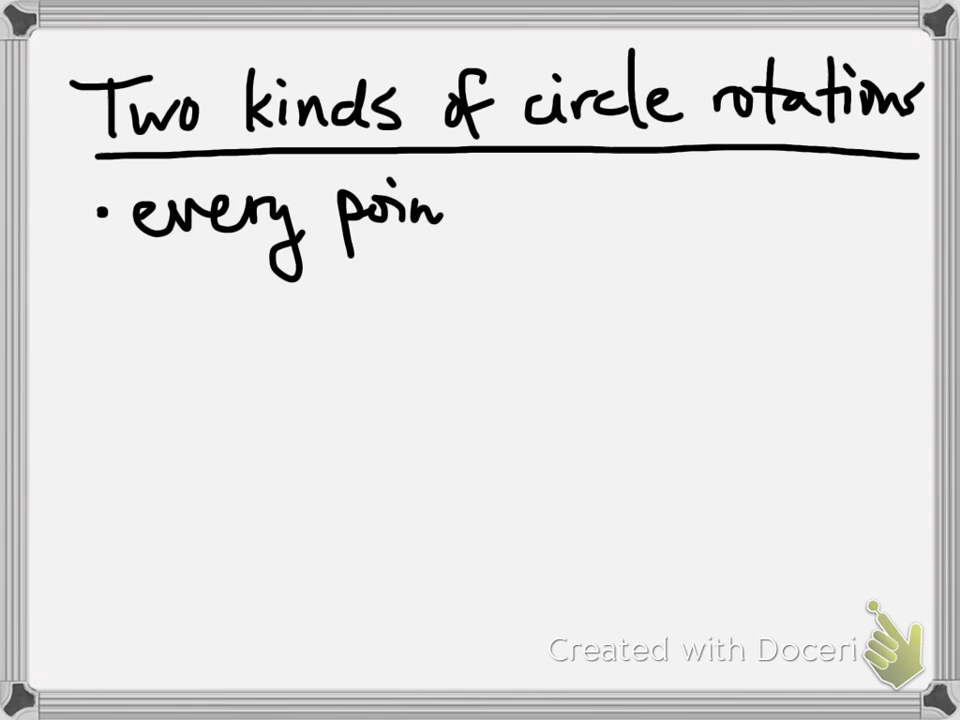 Two kinds of circle rotations
• every poin
Created with Doceri